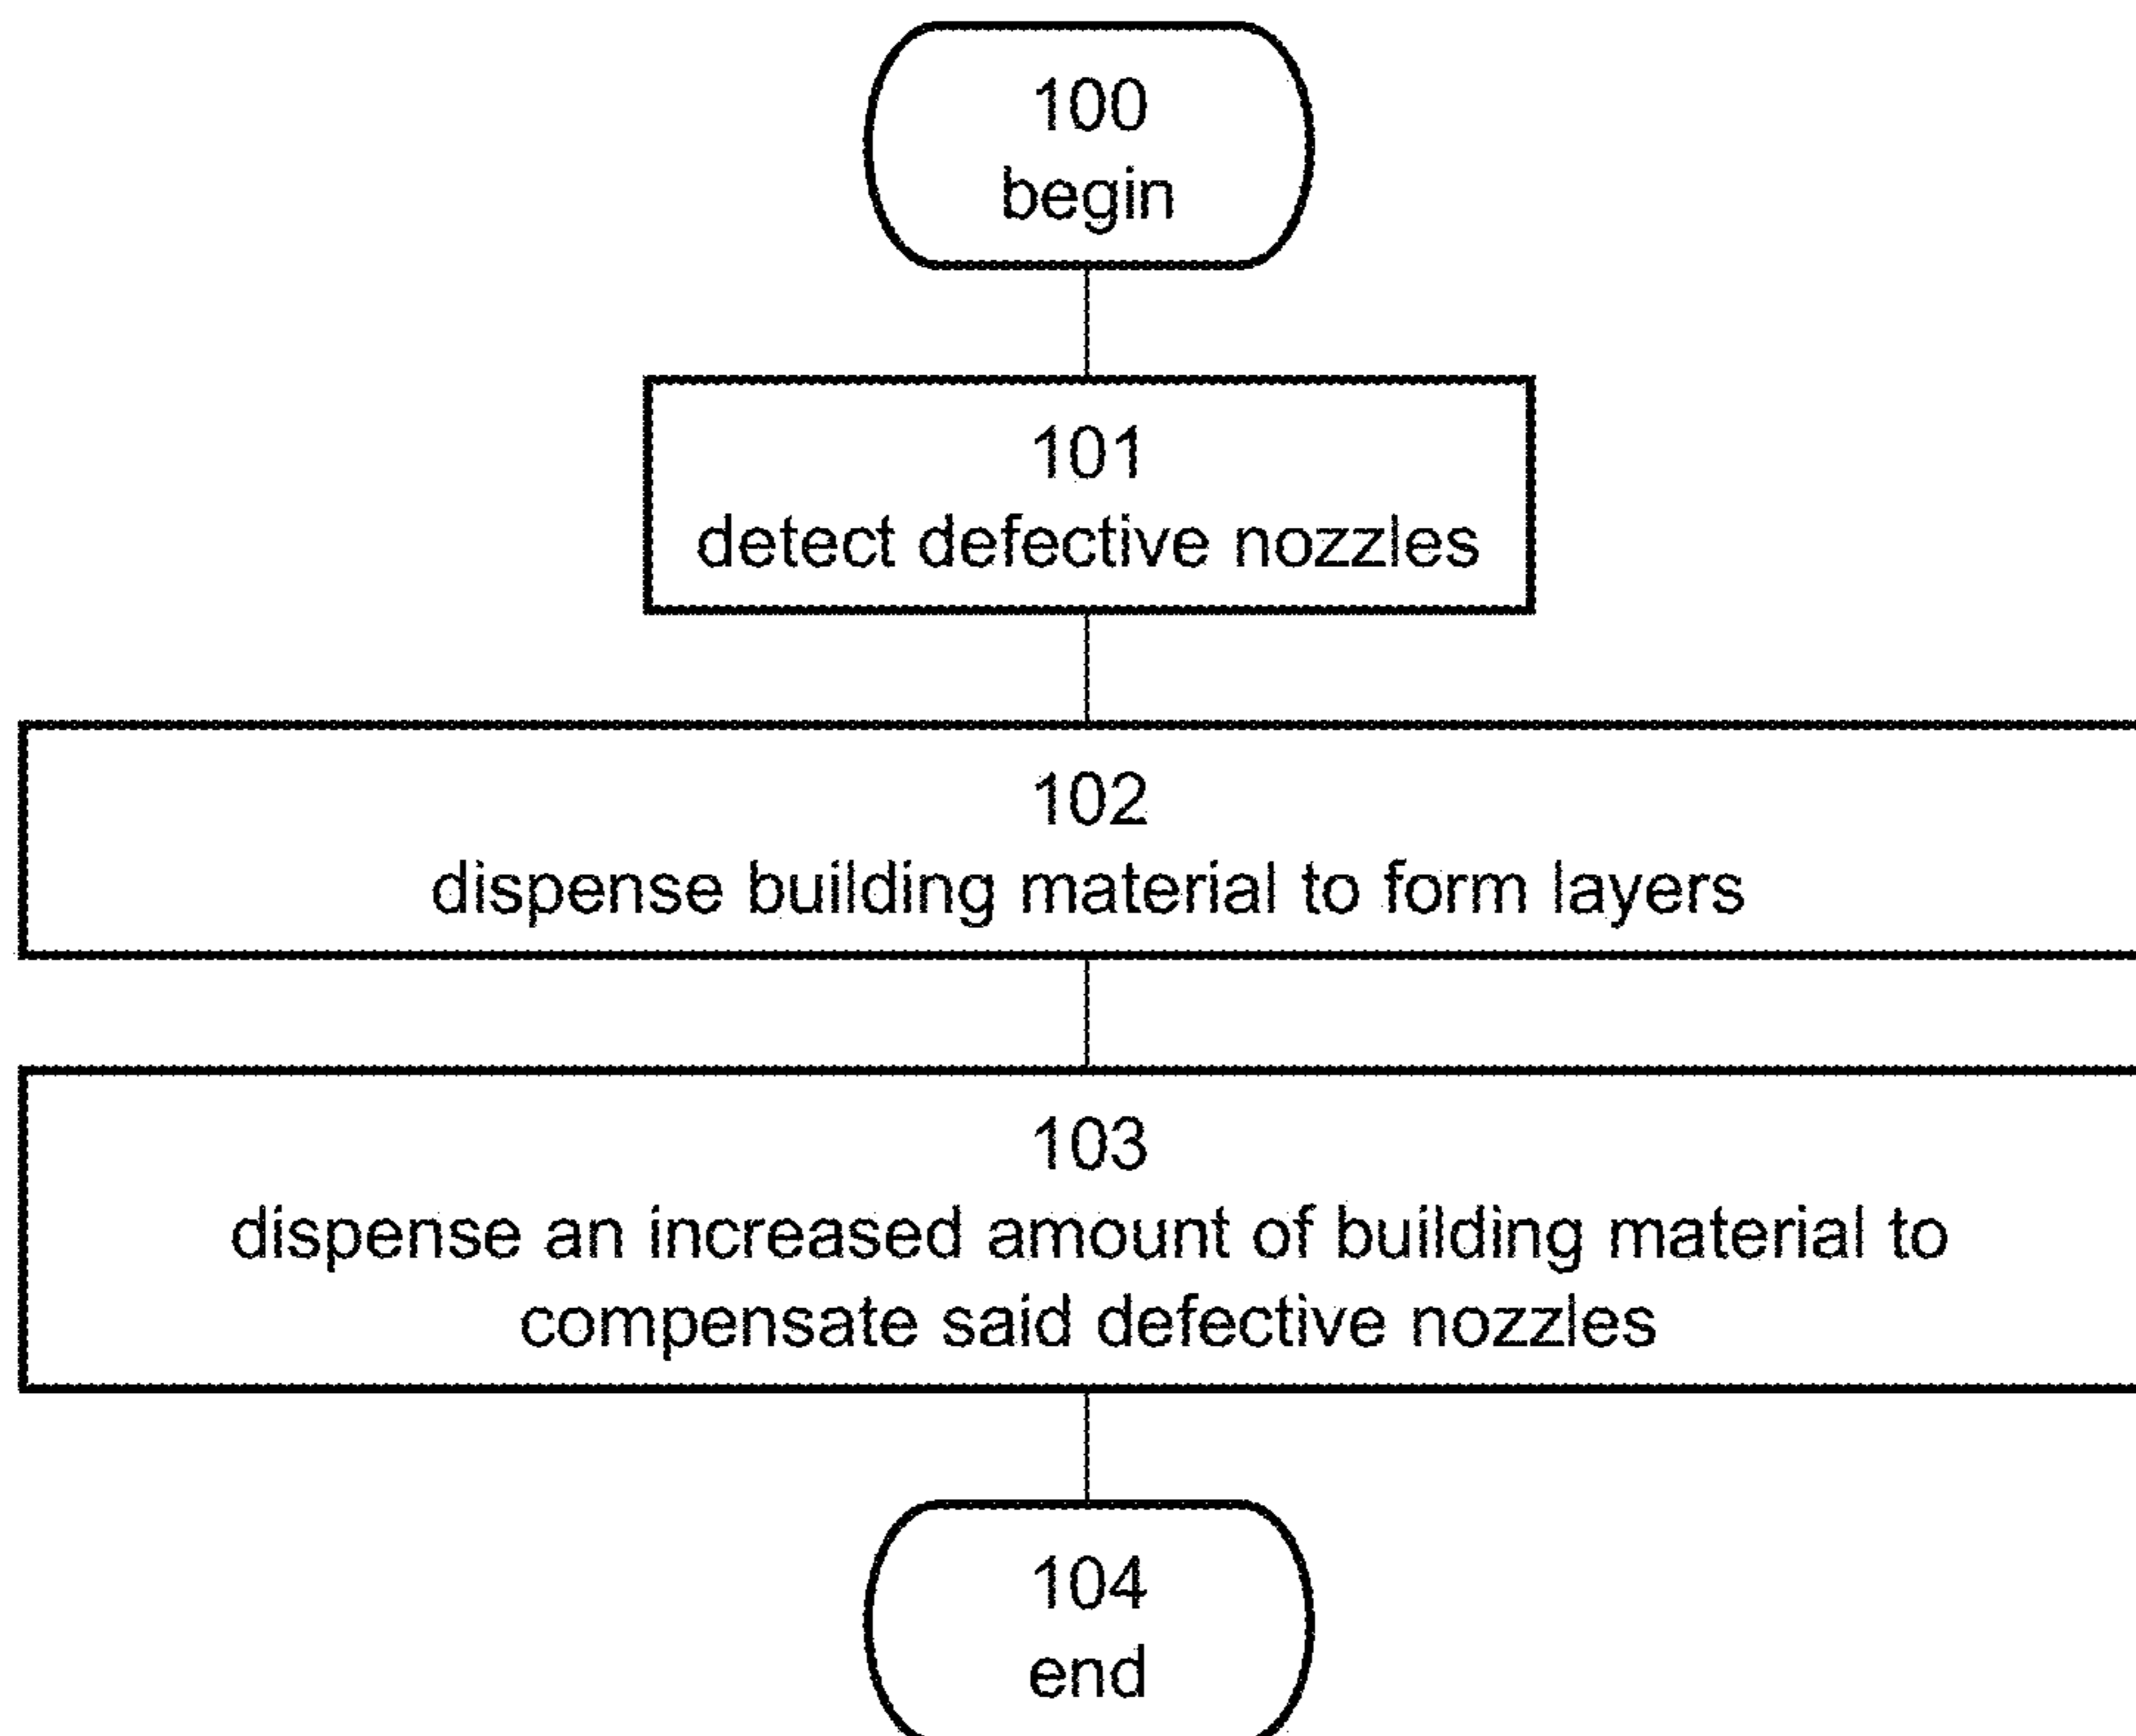 100
begin
101
detect defective nozzles
102
dispense building material to form layers
103
dispense an increased amount of building material to
compensate said defective nozzles
104
end